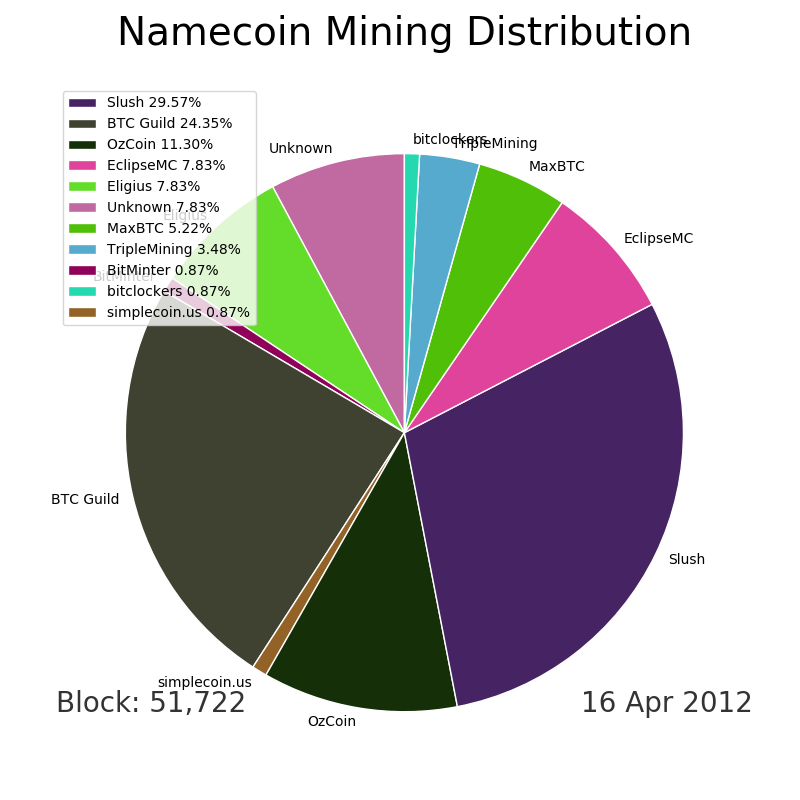 Namecoin Mining Distribution
Slush 29.57%
BTC Guild 24.35%
OzCoin 11.30%
EclipseMC 7.83%
Eligius 7.83%
Unknown 7.83%
MaxBTC 5.22%
TripleMining 3.48%
BitMinter 0.87%
bitclockers 0.87%
simplecoin.us 0.87%
bitclockers
TripleMining
Unknown
MaxBTC
Eligius
EclipseMC
BitMinter
BTC Guild
Slush
simplecoin.us
OzCoin
Block: 51,722
16 Apr 2012